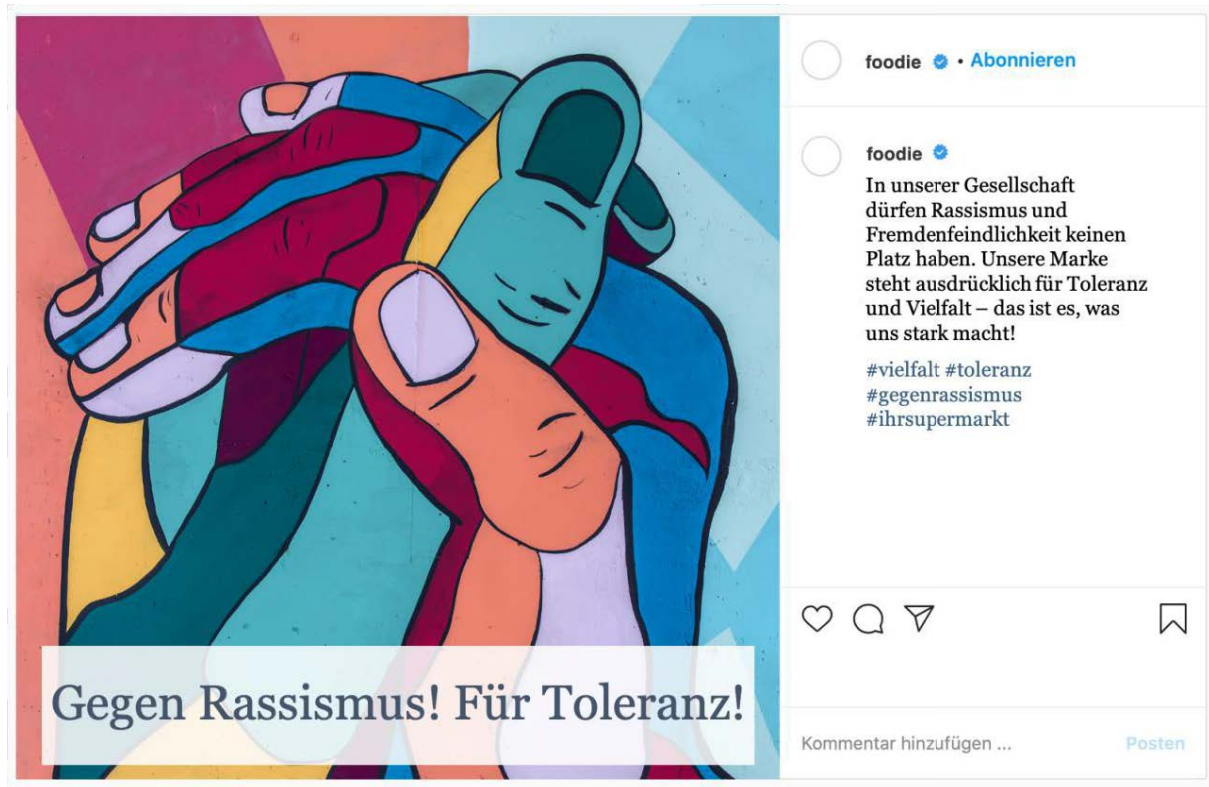 Gegen Rassismus! Für Toleranz!
foodie • Abonnieren
foodie
In unserer Gesellschaft
dürfen Rassismus und
Fremdenfeindlichkeit keinen
Platz haben. Unsere Marke
steht ausdrücklich für Toleranz
und Vielfalt – das ist es, was
uns stark macht!
#vielfalt #toleranz
#gegenrassismus
#ihrsupermarkt
Kommentar hinzufügen ... Posten